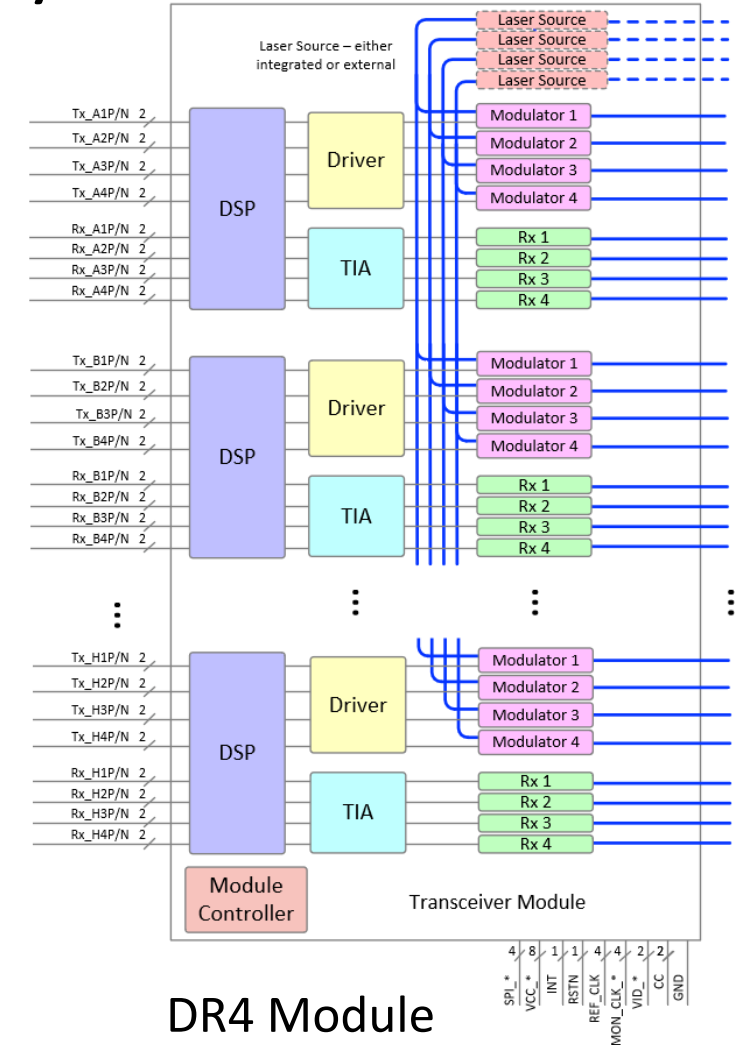 Laser Source
Laser Source
Laser Source
Laser Source
Laser Source – either
integrated or external
Tx_A1P/N 2
Tx_A2P/N 2
Tx_A3P/N 2
Tx_A4P/N 2
Rx_A1P/N 2
Rx_A2P/N 2
Rx_A3P/N 2
Rx_A4P/N 2
DSP
Driver
TIA
Modulator 1
Modulator 2
Modulator 3
Modulator 4
Rx 1
Rx 2
Rx 3
Rx 4
Tx_B1P/N 2
Tx_B2P/N 2
Tx_B3P/N 2
Tx_B4P/N 2
Rx_B1P/N 2
Rx_B2P/N 2
Rx_B3P/N 2
Rx_B4P/N 2
DSP
Driver
TIA
Modulator 1
Modulator 2
Modulator 3
Modulator 4
Rx 1
Rx 2
Rx 3
Rx 4
Tx_H1P/N 2
Tx_H2P/N 2
Tx_H3P/N 2
Tx_H4P/N 2
Rx_H1P/N 2
Rx_H2P/N 2
Rx_H3P/N 2
Rx_H4P/N 2
DSP
Driver
TIA
Modulator 1
Modulator 2
Modulator 3
Modulator 4
Rx 1
Rx 2
Rx 3
Rx 4
Module
Controller
Transceiver Module
4 8 1 1 4 4 2 2
SPI_*
VCC_*
INT
RSTN
REF_CLK
MON_CLK_*
VID_*
CC
GND
DR4 Module